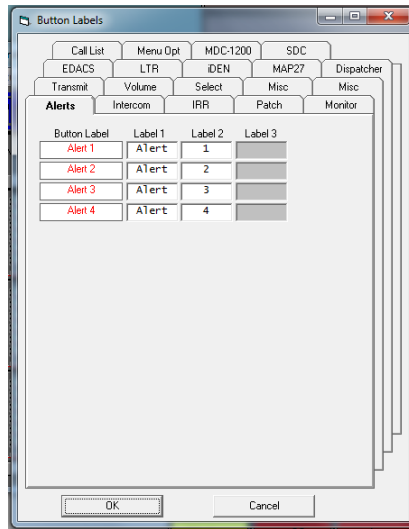 Button Labels
Call List Menu Opt MDC-1200 SDC
EDACS LTR iDEN MAP27 Dispatcher
Transmit Volume Select Misc Misc
Alerts Intercom IRR Patch Monitor
Button Label Label 1 Label 2 Label 3
Alert 1 Alert 1
Alert 2 Alert 2
Alert 3 Alert 3
Alert 4 Alert 4
OK Cancel